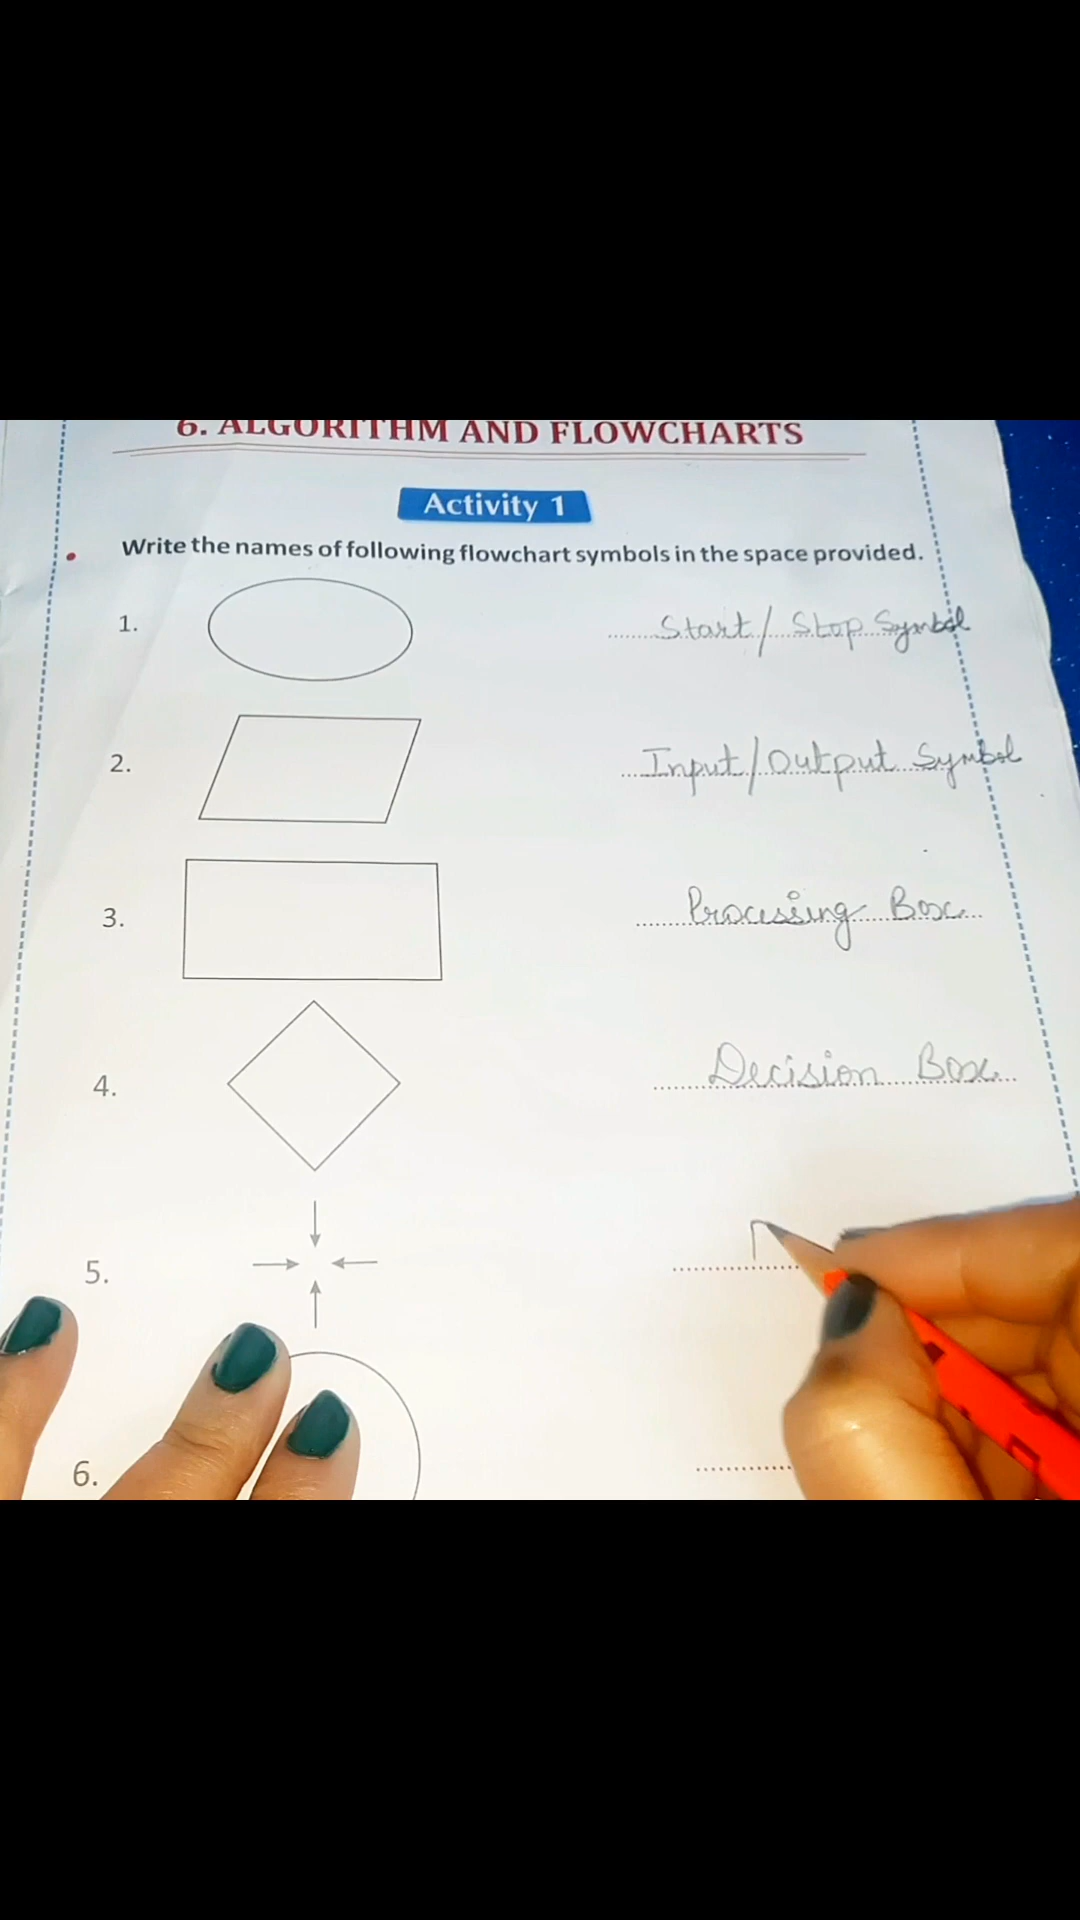 6. ALGORITHM AND FLOWCHARTS
Activity 1
Write the names of following flowchart symbols in the space provided.
1. Start/Stop Symbol
2. Input/Output Symbol
3. Processing Box
4. Decision Box
5.
6.